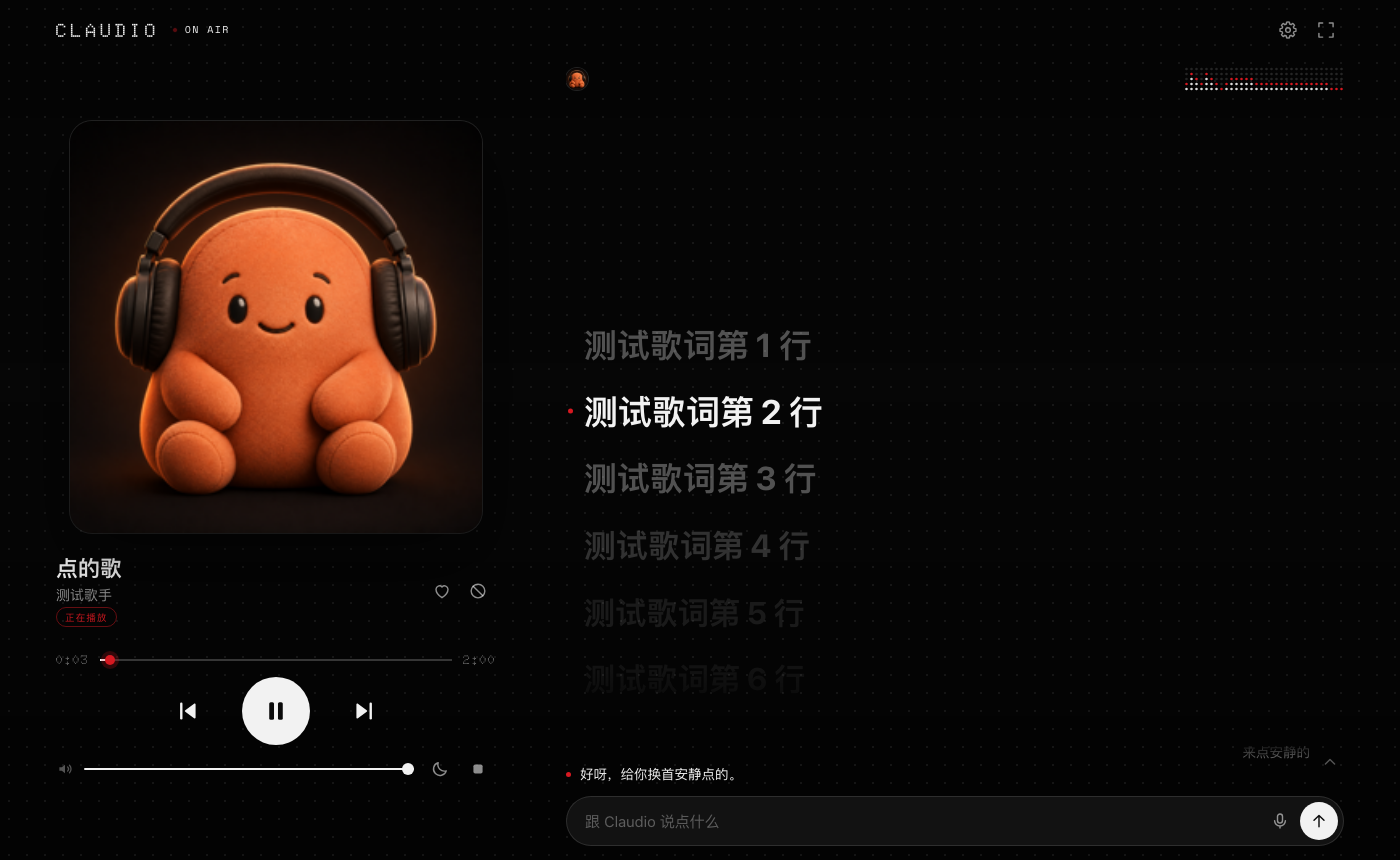 CLAUDIO
ON AIR
点的歌
测试歌手
正在播放
0:03
2:00
测试歌词第 1 行
测试歌词第 2 行
测试歌词第 3 行
测试歌词第 4 行
测试歌词第 5 行
测试歌词第 6 行
来点安静的
好呀，给你换首安静点的。
跟 Claudio 说点什么